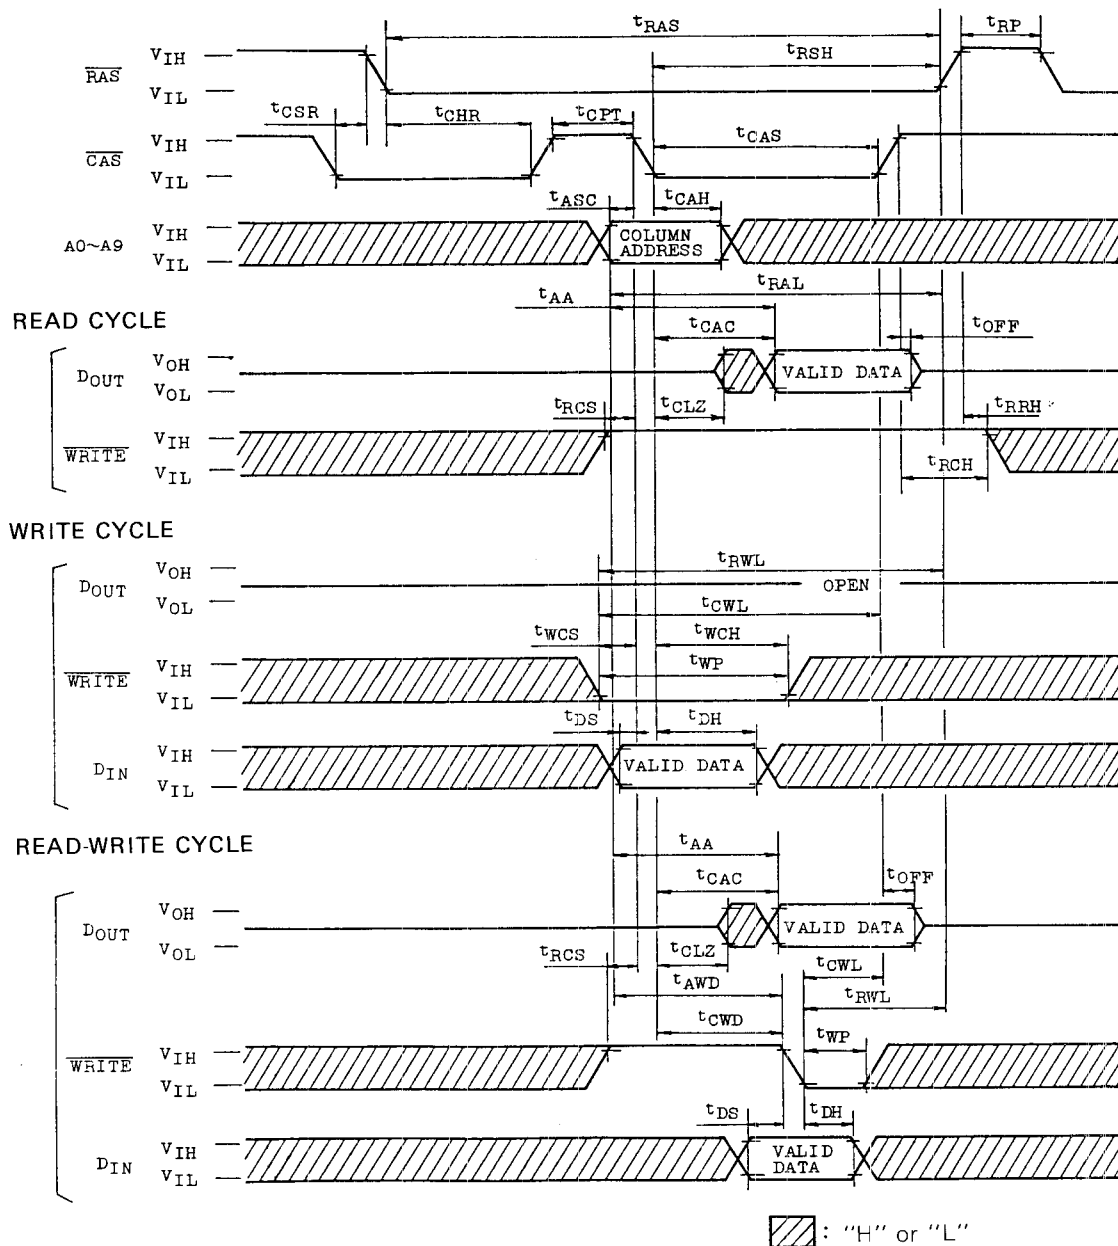 tRAS tRP
VIH
RAS
tRSH
VIL
tCSR tCHR tCPT
VIH
CAS
tCAS
VIL
tASC tCAH
VIH
A0~A9
COLUMN
ADDRESS
VIL
tRAL
tAA
READ CYCLE
tCAC tOFF
VOH
DOUT
VALID DATA
VOL
tRCS tCLZ tRRH
VIH
WRITE
VIL
tRCH
WRITE CYCLE
tRWL
VOH
DOUT
OPEN
VOL
tCWL
tWCS tWCH
VIH
WRITE
tWP
VIL
tDS tDH
VIH
DIN
VALID DATA
VIL
READ-WRITE CYCLE
tAA
tCAC tOFF
VOH
DOUT
VALID DATA
VOL
tRCS tCLZ tCWL
tAWD tRWL
tCWD tWP
VIH
WRITE
VIL
tDS tDH
VIH
DIN
VALID
DATA
VIL
: "H" or "L"